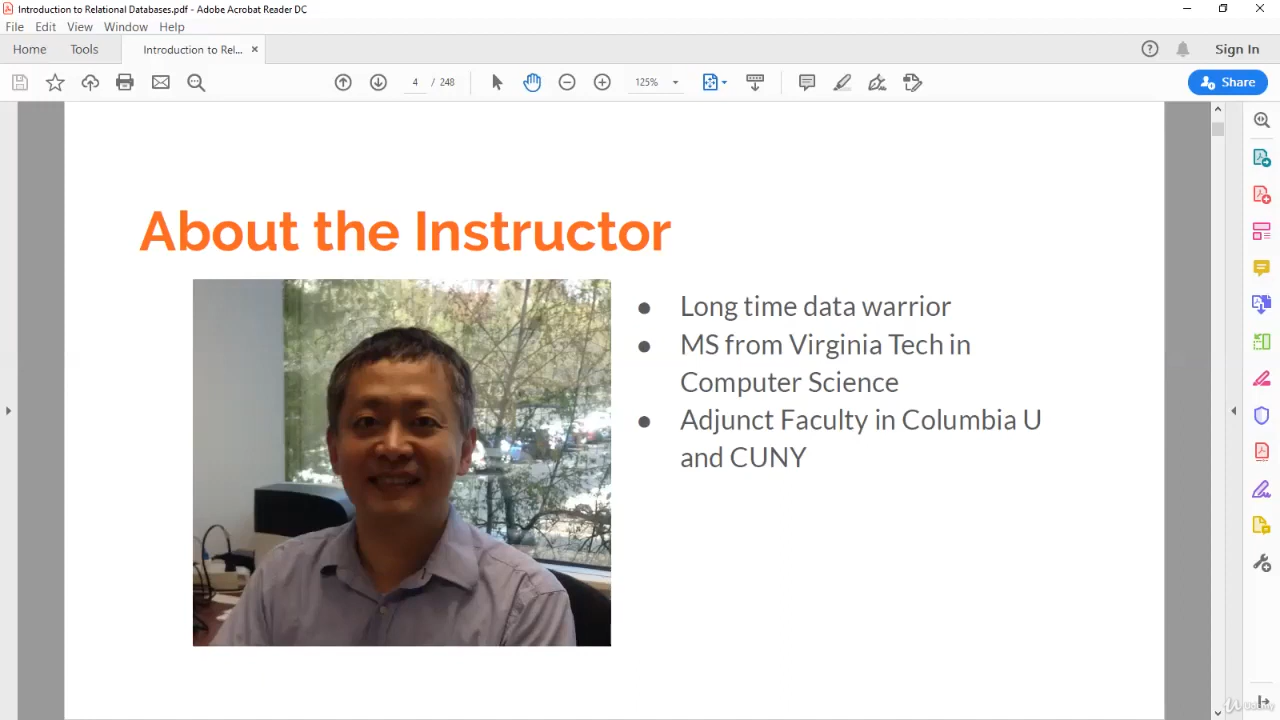 Introduction to Relational Databases.pdf - Adobe Acrobat Reader DC
File Edit View Window Help
Home Tools Introduction to Rel... × Sign In
4 / 248 125% Share
About the Instructor
● Long time data warrior
● MS from Virginia Tech in
Computer Science
● Adjunct Faculty in Columbia U
and CUNY
Udemy